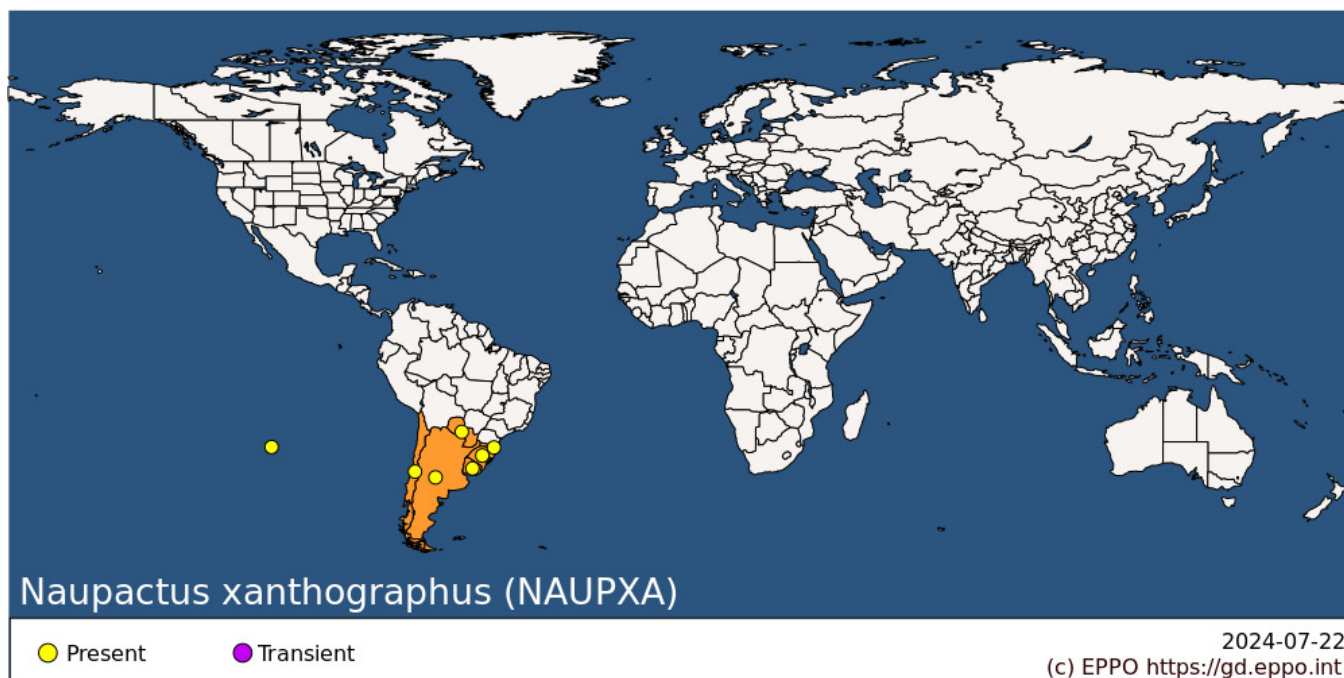 Naupactus xanthographus (NAUPXA)
Present
Transient
2024-07-22
(c) EPPO https://gd.eppo.int